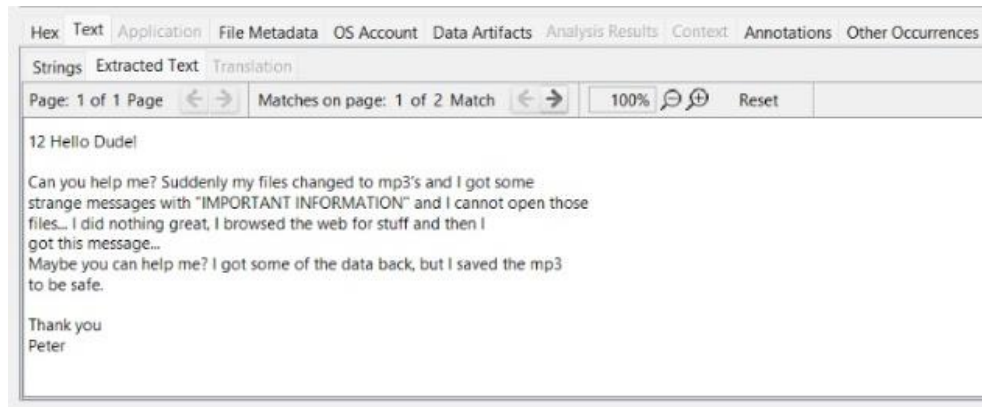 Hex Text Application File Metadata OS Account Data Artifacts Analysis Results Context Annotations Other Occurrences
Strings Extracted Text Translation
Page: 1 of 1 Page Matches on page: 1 of 2 Match 100% Reset
12 Hello Dude!
Can you help me? Suddenly my files changed to mp3's and I got some
strange messages with "IMPORTANT INFORMATION" and I cannot open those
files... I did nothing great, I browsed the web for stuff and then I
got this message...
Maybe you can help me? I got some of the data back, but I saved the mp3
to be safe.
Thank you
Peter